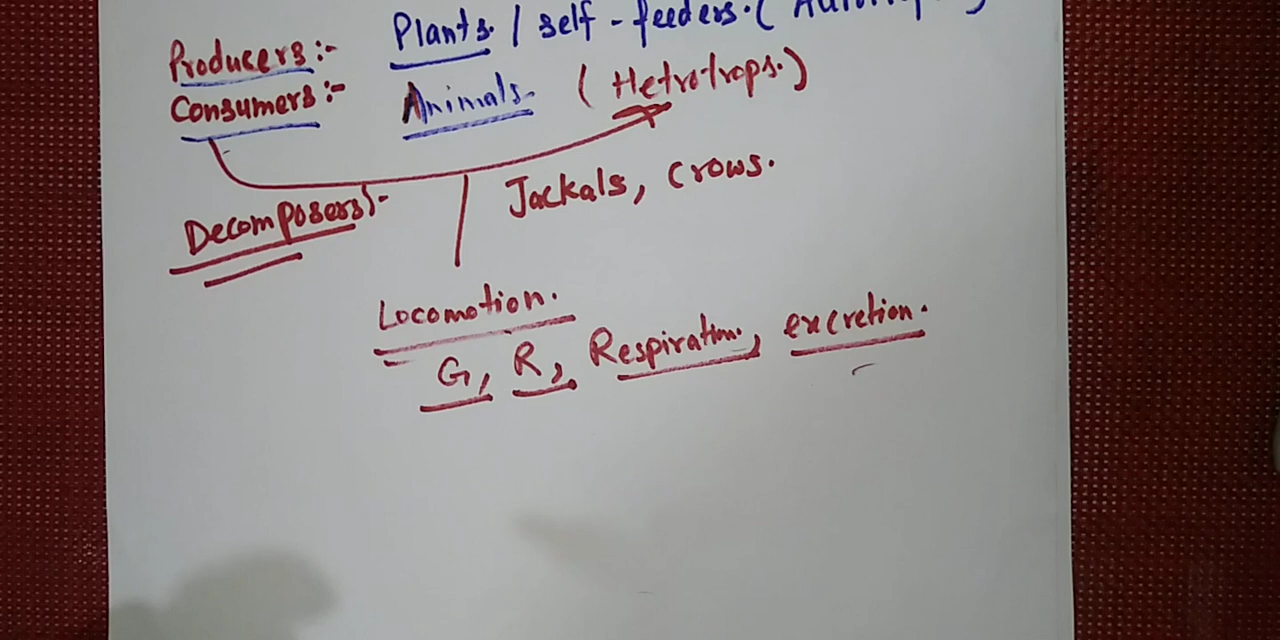 Producers:- Plants / self - feeders. (
Consumers:- Animals. (Hetrotrops.)
Decomposers:- Jackals, Crows.
Locomotion.
G, R, Respiration, excretion.